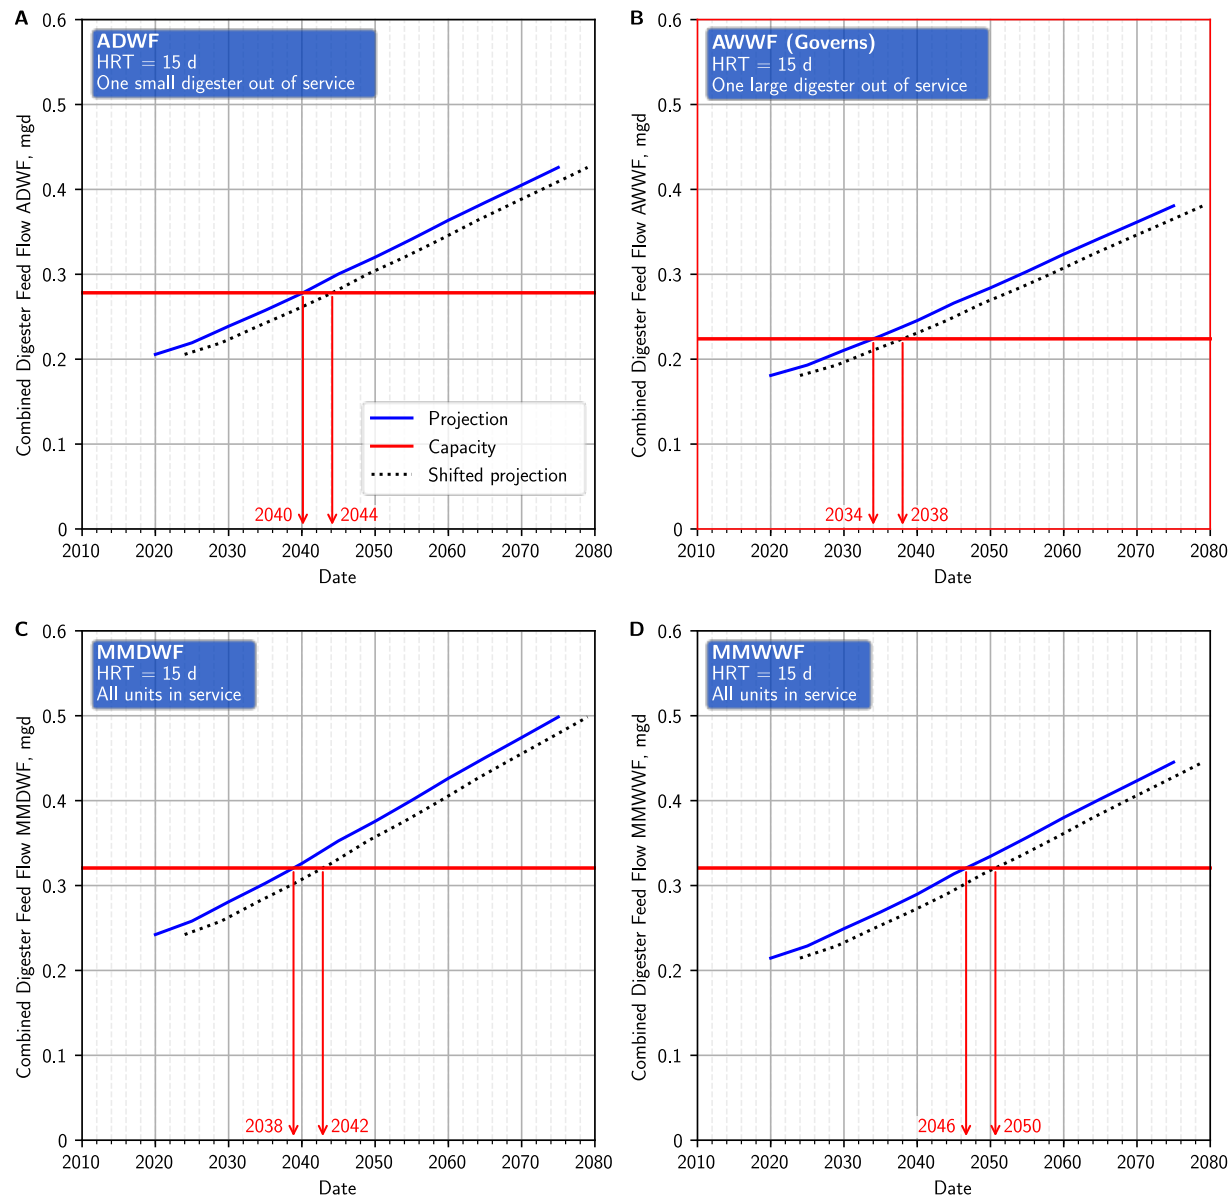 A
ADWF
HRT = 15 d
One small digester out of service
Combined Digester Feed Flow ADWF, mgd
0.6
0.5
0.4
0.3
0.2
0.1
0
Projection
Capacity
Shifted projection
2040
2044
2010 2020 2030 2040 2050 2060 2070 2080
Date
B
AWWF (Governs)
HRT = 15 d
One large digester out of service
Combined Digester Feed Flow AWWF, mgd
0.6
0.5
0.4
0.3
0.2
0.1
0
2034
2038
2010 2020 2030 2040 2050 2060 2070 2080
Date
C
MMDWF
HRT = 15 d
All units in service
Combined Digester Feed Flow MMDWF, mgd
0.6
0.5
0.4
0.3
0.2
0.1
0
2038
2042
2010 2020 2030 2040 2050 2060 2070 2080
Date
D
MMWWF
HRT = 15 d
All units in service
Combined Digester Feed Flow MMWWF, mgd
0.6
0.5
0.4
0.3
0.2
0.1
0
2046
2050
2010 2020 2030 2040 2050 2060 2070 2080
Date